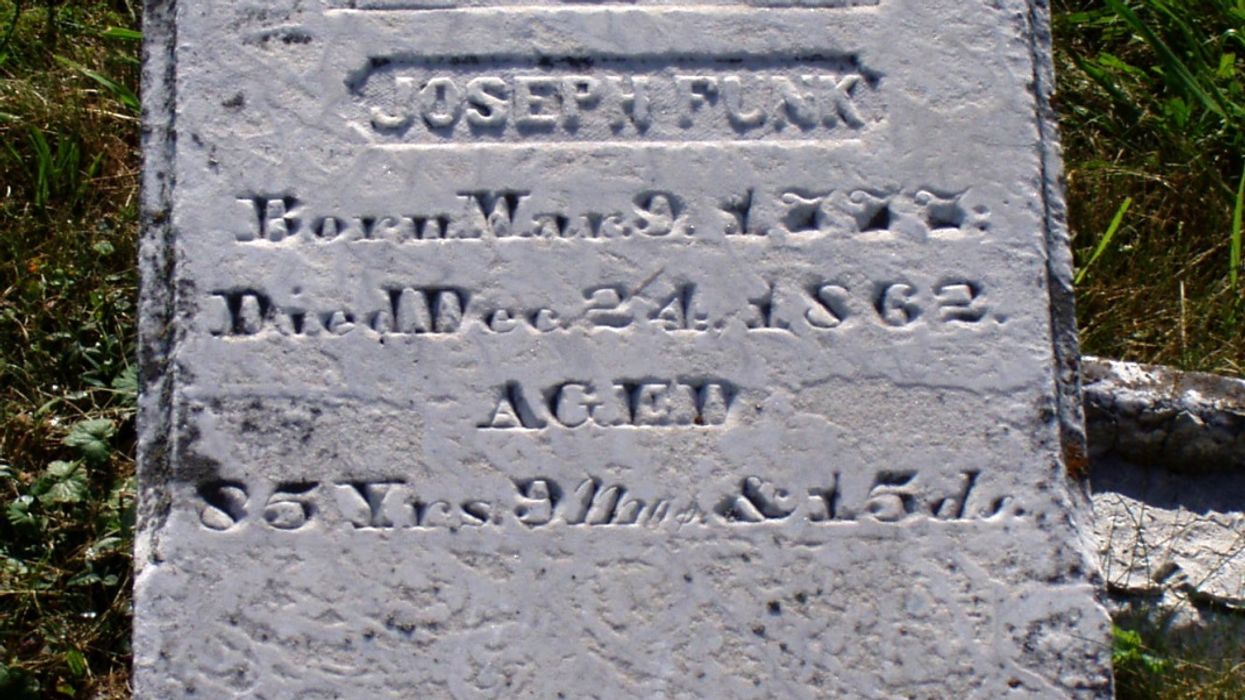 JOSEPH FUNK
Born Mar. 9. 1777:
Died Dec. 24. 1862.
AGED
85 Yrs. 9 Mos. & 15 ds.